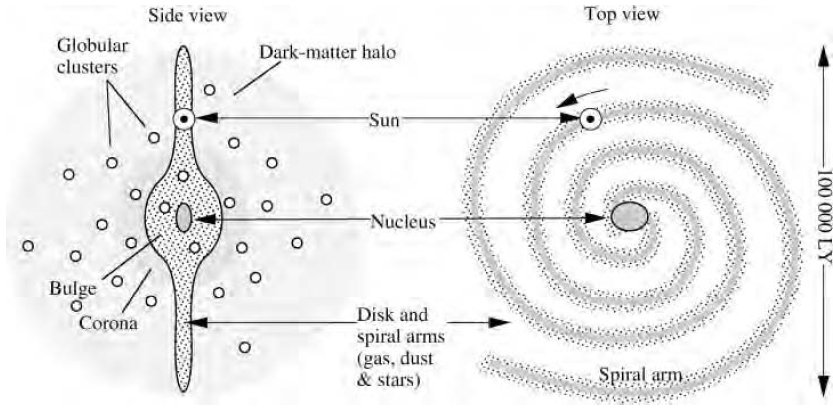 Side view
Top view
Globular
clusters
Dark-matter halo
Sun
Nucleus
Bulge
Corona
Disk and
spiral arms
(gas, dust
& stars)
Spiral arm
100 000 LY